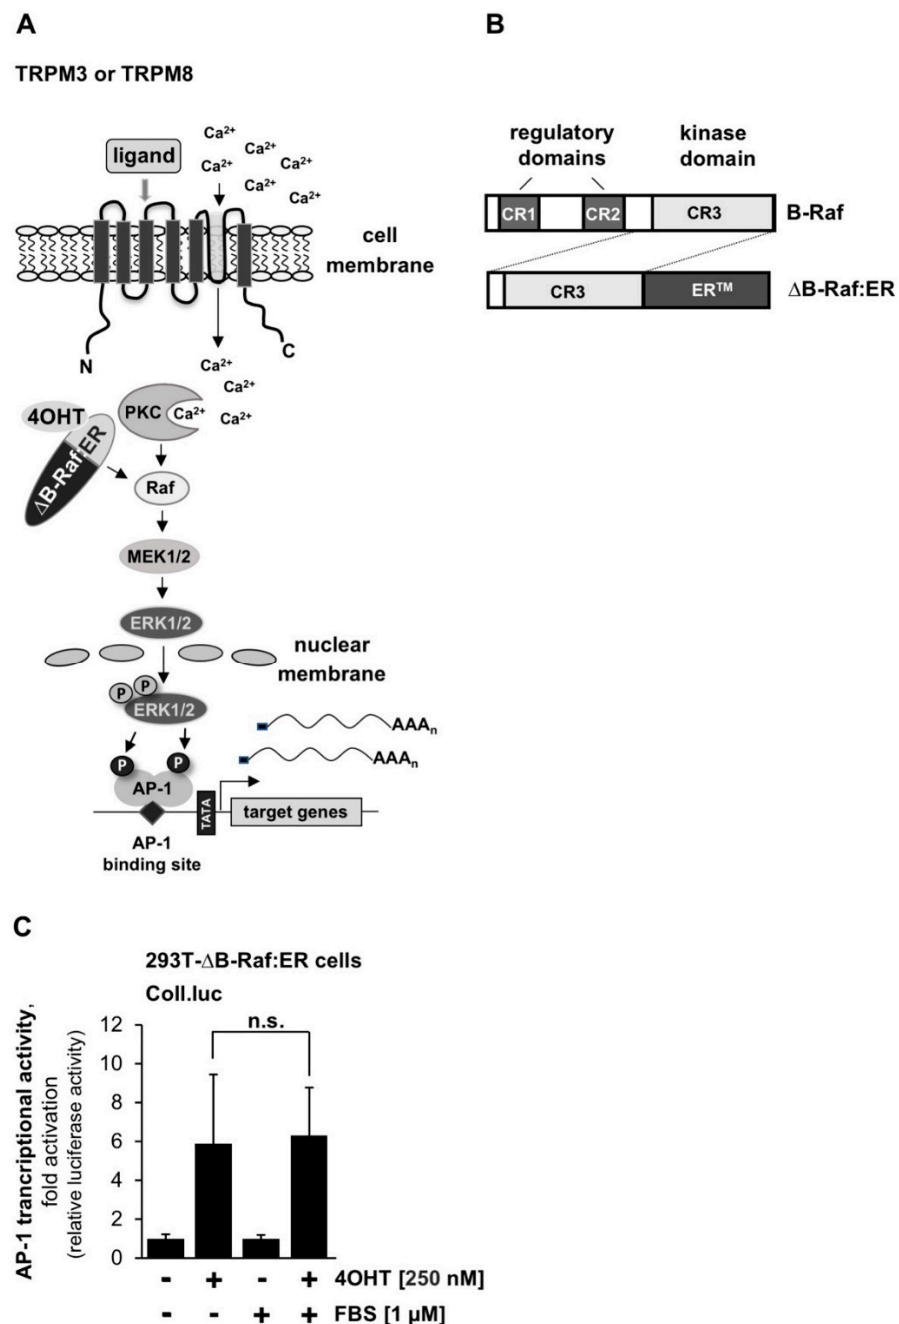 A
TRPM3 or TRPM8
ligand
Ca²⁺
Ca²⁺
Ca²⁺
Ca²⁺
Ca²⁺
Ca²⁺
cell
membrane
N
C
Ca²⁺
Ca²⁺
Ca²⁺
4OHT
ΔB-Raf:ER
PKC
Ca²⁺
Raf
MEK1/2
ERK1/2
nuclear
membrane
P
P
ERK1/2
P
P
AP-1
AAAₙ
AAAₙ
TATA
target genes
AP-1
binding site
B
regulatory
domains
kinase
domain
CR1
CR2
CR3
B-Raf
CR3
ER™
ΔB-Raf:ER
C
293T-ΔB-Raf:ER cells
Coll.luc
AP-1 trancriptional activity,
fold activation
(relative luciferase activity)
12
10
8
6
4
2
0
n.s.
- + - + 4OHT [250 nM]
- - + + FBS [1 µM]